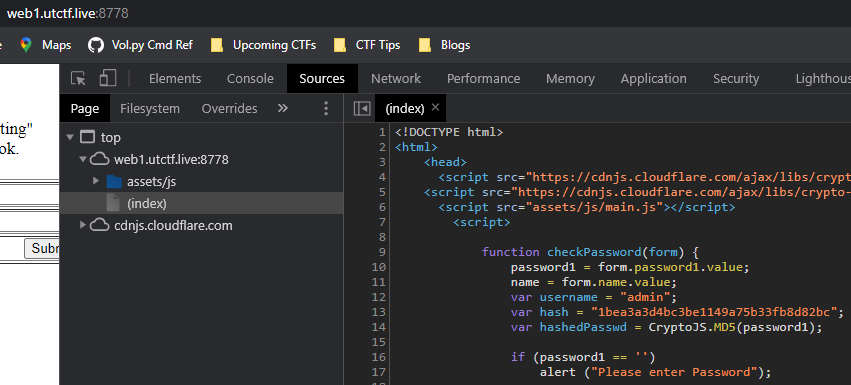 web1.utctf.live:8778
Maps Vol.py Cmd Ref Upcoming CTFs CTF Tips Blogs
Elements Console Sources Network Performance Memory Application Security Lighthous
Page Filesystem Overrides » (index) ×
ting"
ok.
Subm
top
web1.utctf.live:8778
assets/js
(index)
cdnjs.cloudflare.com
1 <!DOCTYPE html>
2 <html>
3 <head>
4 <script src="https://cdnjs.cloudflare.com/ajax/libs/crypt
5 <script src="https://cdnjs.cloudflare.com/ajax/libs/crypto-
6 <script src="assets/js/main.js"></script>
7 <script>
8
9 function checkPassword(form) {
10 password1 = form.password1.value;
11 name = form.name.value;
12 var username = "admin";
13 var hash = "1bea3a3d4bc3be1149a75b33fb8d82bc";
14 var hashedPasswd = CryptoJS.MD5(password1);
15
16 if (password1 == '')
17 alert ("Please enter Password");